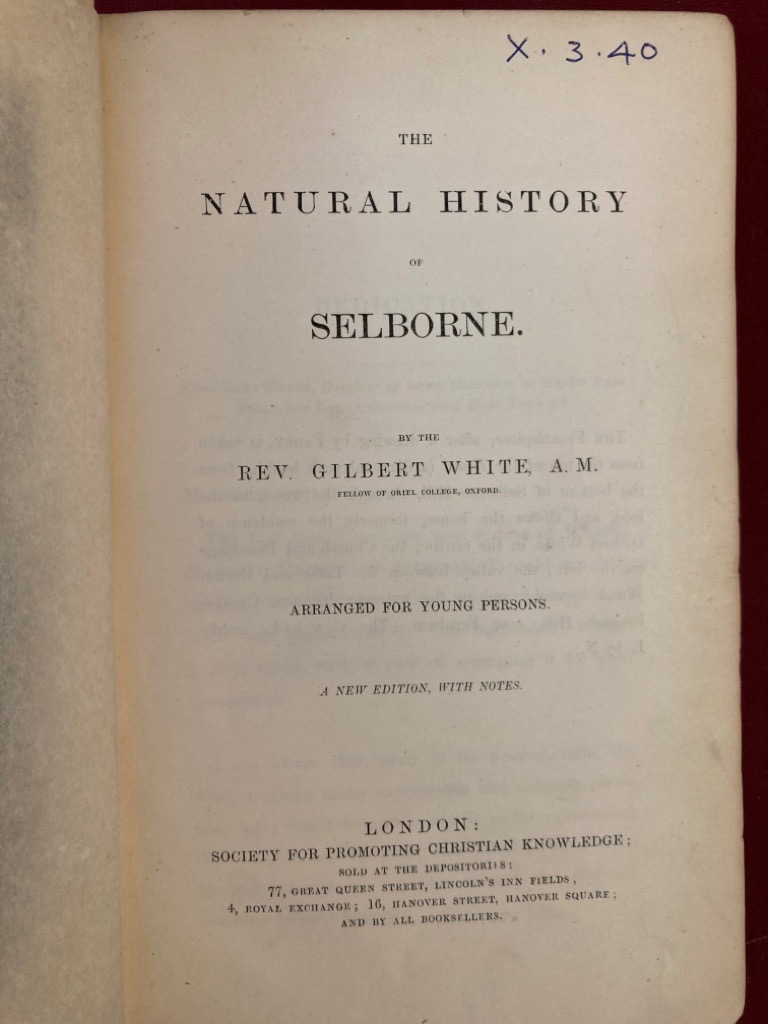 X. 3. 40
THE
NATURAL HISTORY
OF
SELBORNE.
BY THE
REV. GILBERT WHITE, A.M.
FELLOW OF ORIEL COLLEGE, OXFORD.
ARRANGED FOR YOUNG PERSONS.
A NEW EDITION, WITH NOTES.
LONDON:
SOCIETY FOR PROMOTING CHRISTIAN KNOWLEDGE;
SOLD AT THE DEPOSITORIES:
77, GREAT QUEEN STREET, LINCOLN'S INN FIELDS,
4, ROYAL EXCHANGE; 16, HANOVER STREET, HANOVER SQUARE;
AND BY ALL BOOKSELLERS.